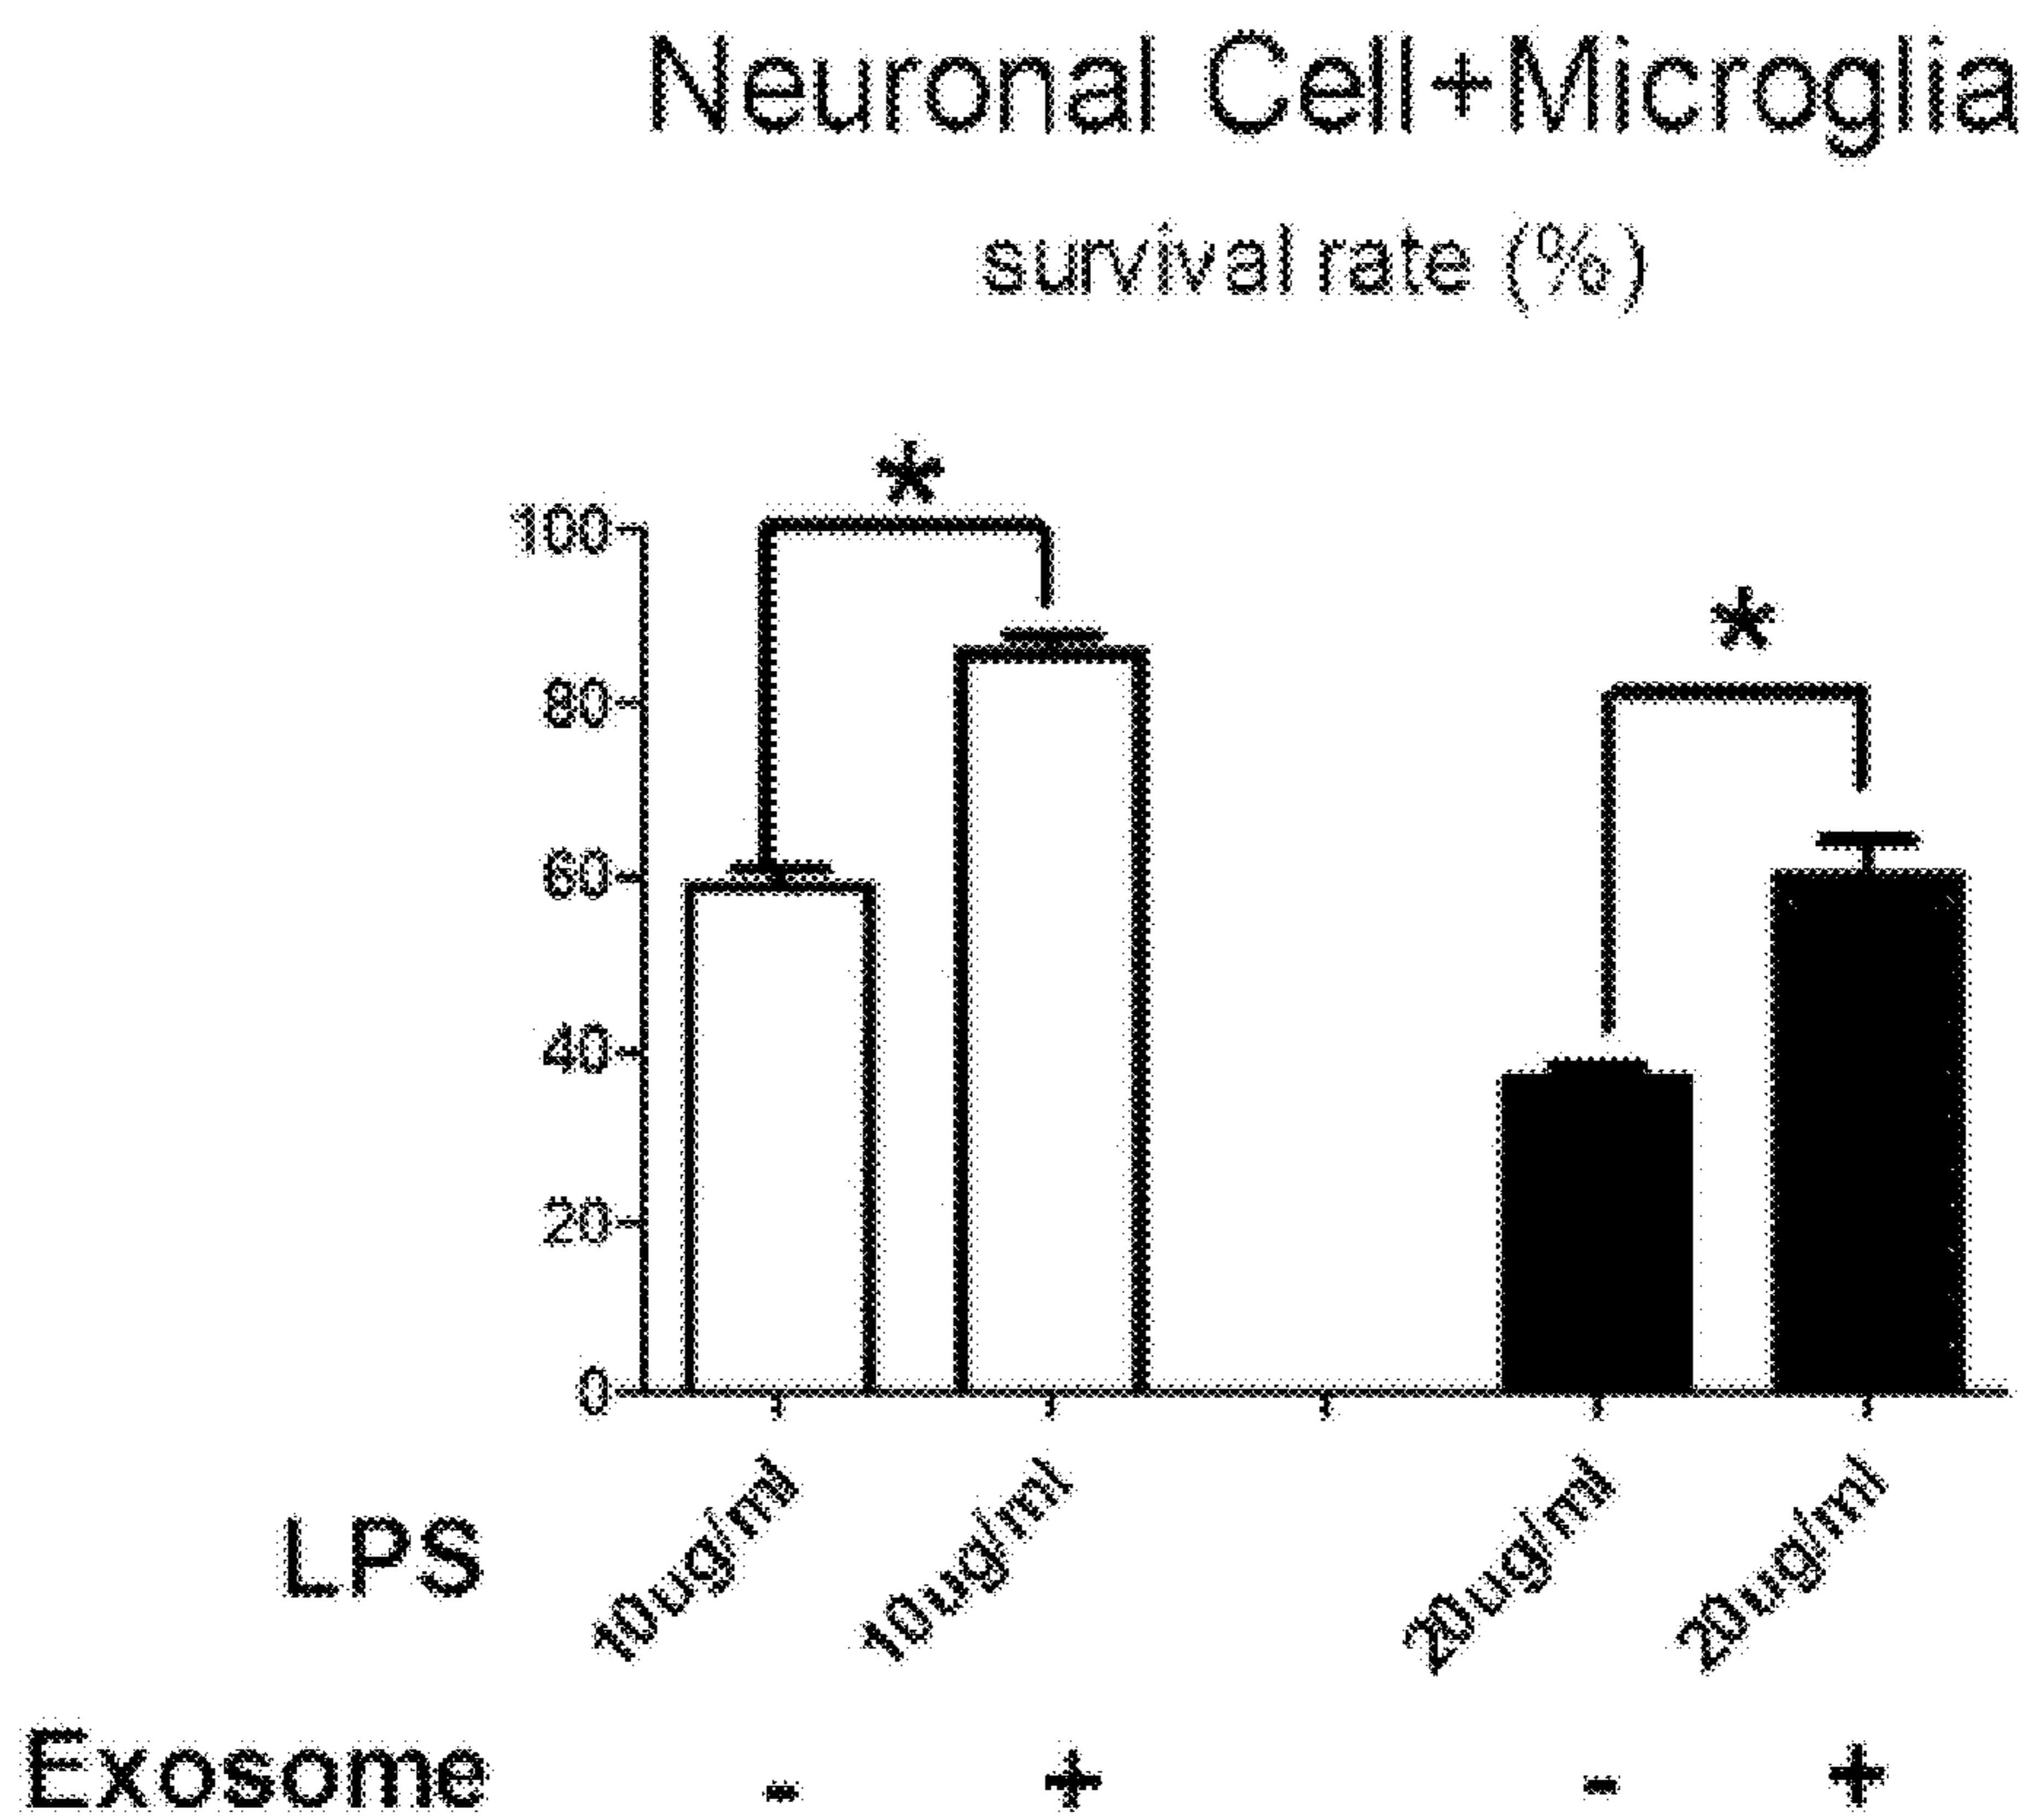 Neuronal Cell+Microglia
survival rate (%)
*
*
100
80
60
40
20
0
LPS 10ug/ml 10ug/ml 20ug/ml 20ug/ml
Exosome - + - +